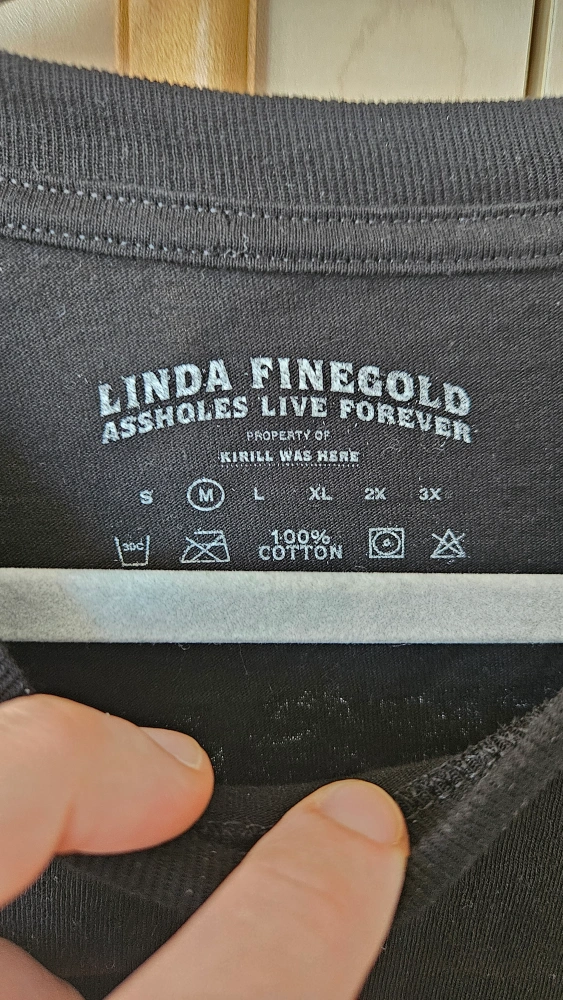 LINDA FINEGOLD
ASSHOLES LIVE FOREVER
PROPERTY OF
KIRILL WAS HERE
S M L XL 2X 3X
30C
100%
COTTON